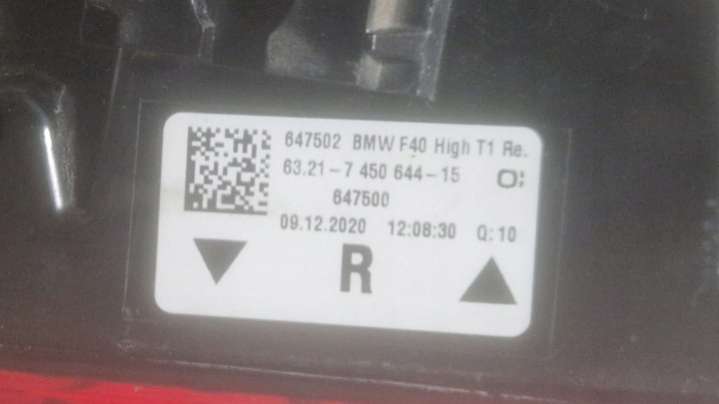 647502 BMW F40 High T1 Re.
63.21-7 450 644-15
647500
09.12.2020 12:08:30 Q:10
R